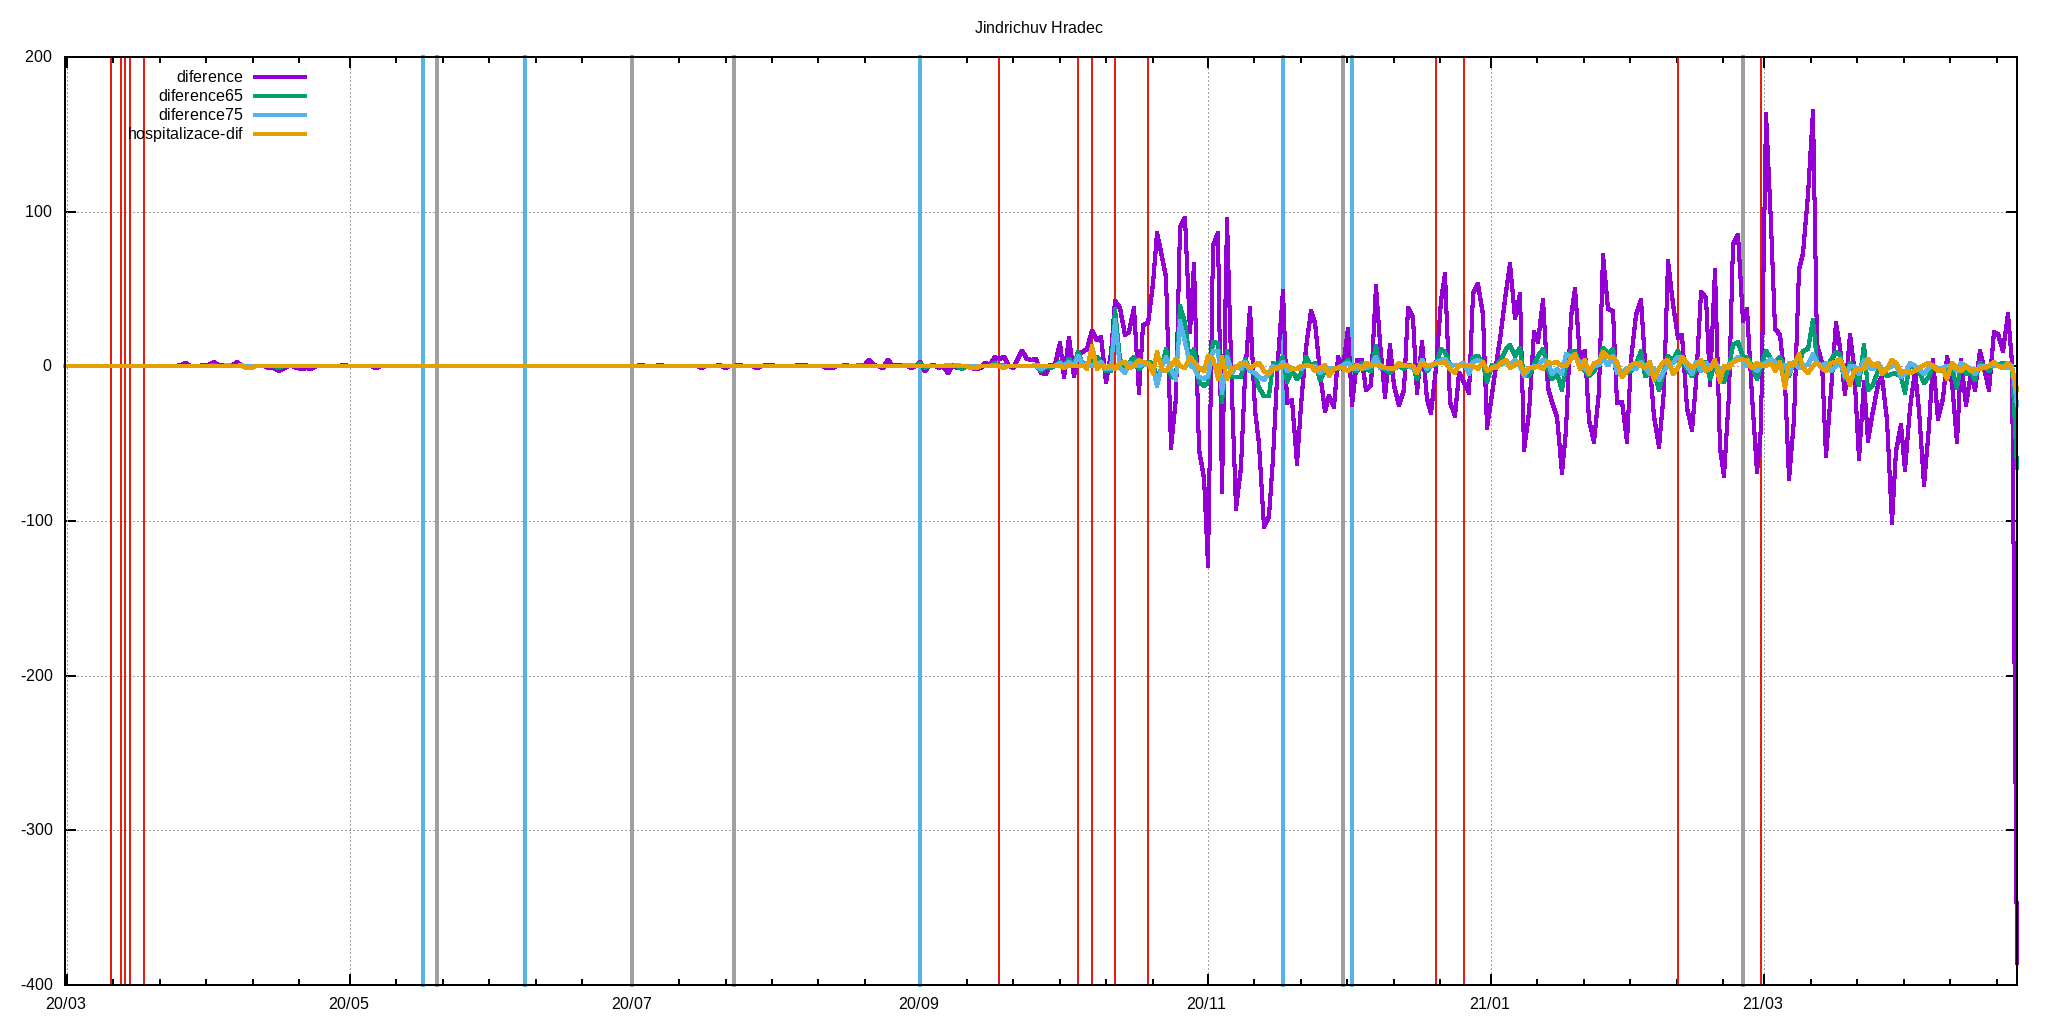 Jindrichuv Hradec
200
diference
diference65
diference75
hospitalizace-dif
100
0
-100
-200
-300
-400
20/03 20/05 20/07 20/09 20/11 21/01 21/03